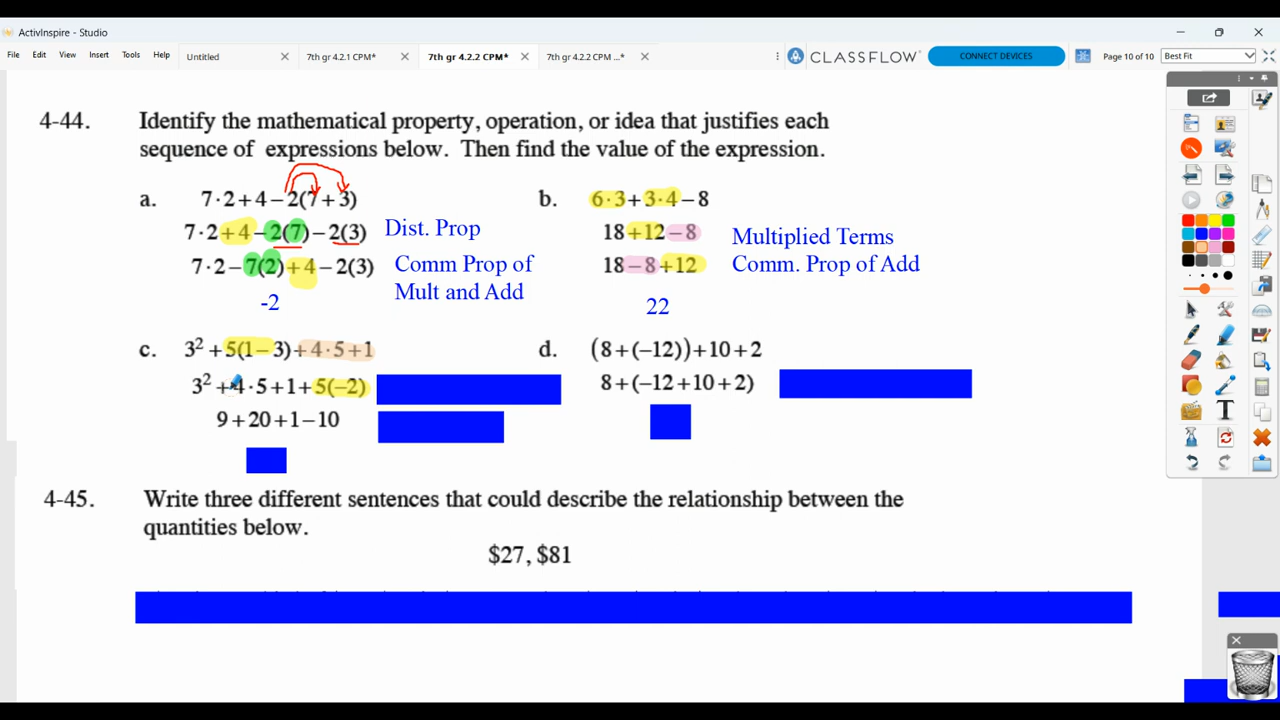 ActivInspire - Studio
File Edit View Insert Tools Help Untitled 7th gr 4.2.1 CPM* 7th gr 4.2.2 CPM* 7th gr 4.2.2 CPM ...* CLASSFLOW CONNECT DEVICES Page 10 of 10 Best Fit
4-44. Identify the mathematical property, operation, or idea that justifies each
sequence of expressions below. Then find the value of the expression.
a. 7·2+4−2(7+3)
7·2+4−2(7)−2(3) Dist. Prop
7·2−7(2)+4−2(3) Comm Prop of
Mult and Add
-2
b. 6·3+3·4−8
18+12−8 Multiplied Terms
18−8+12 Comm. Prop of Add
22
c. 3²+5(1−3)+4·5+1
3²+4·5+1+5(−2)
9+20+1−10
d. (8+(−12))+10+2
8+(−12+10+2)
4-45. Write three different sentences that could describe the relationship between the
quantities below.
$27, $81